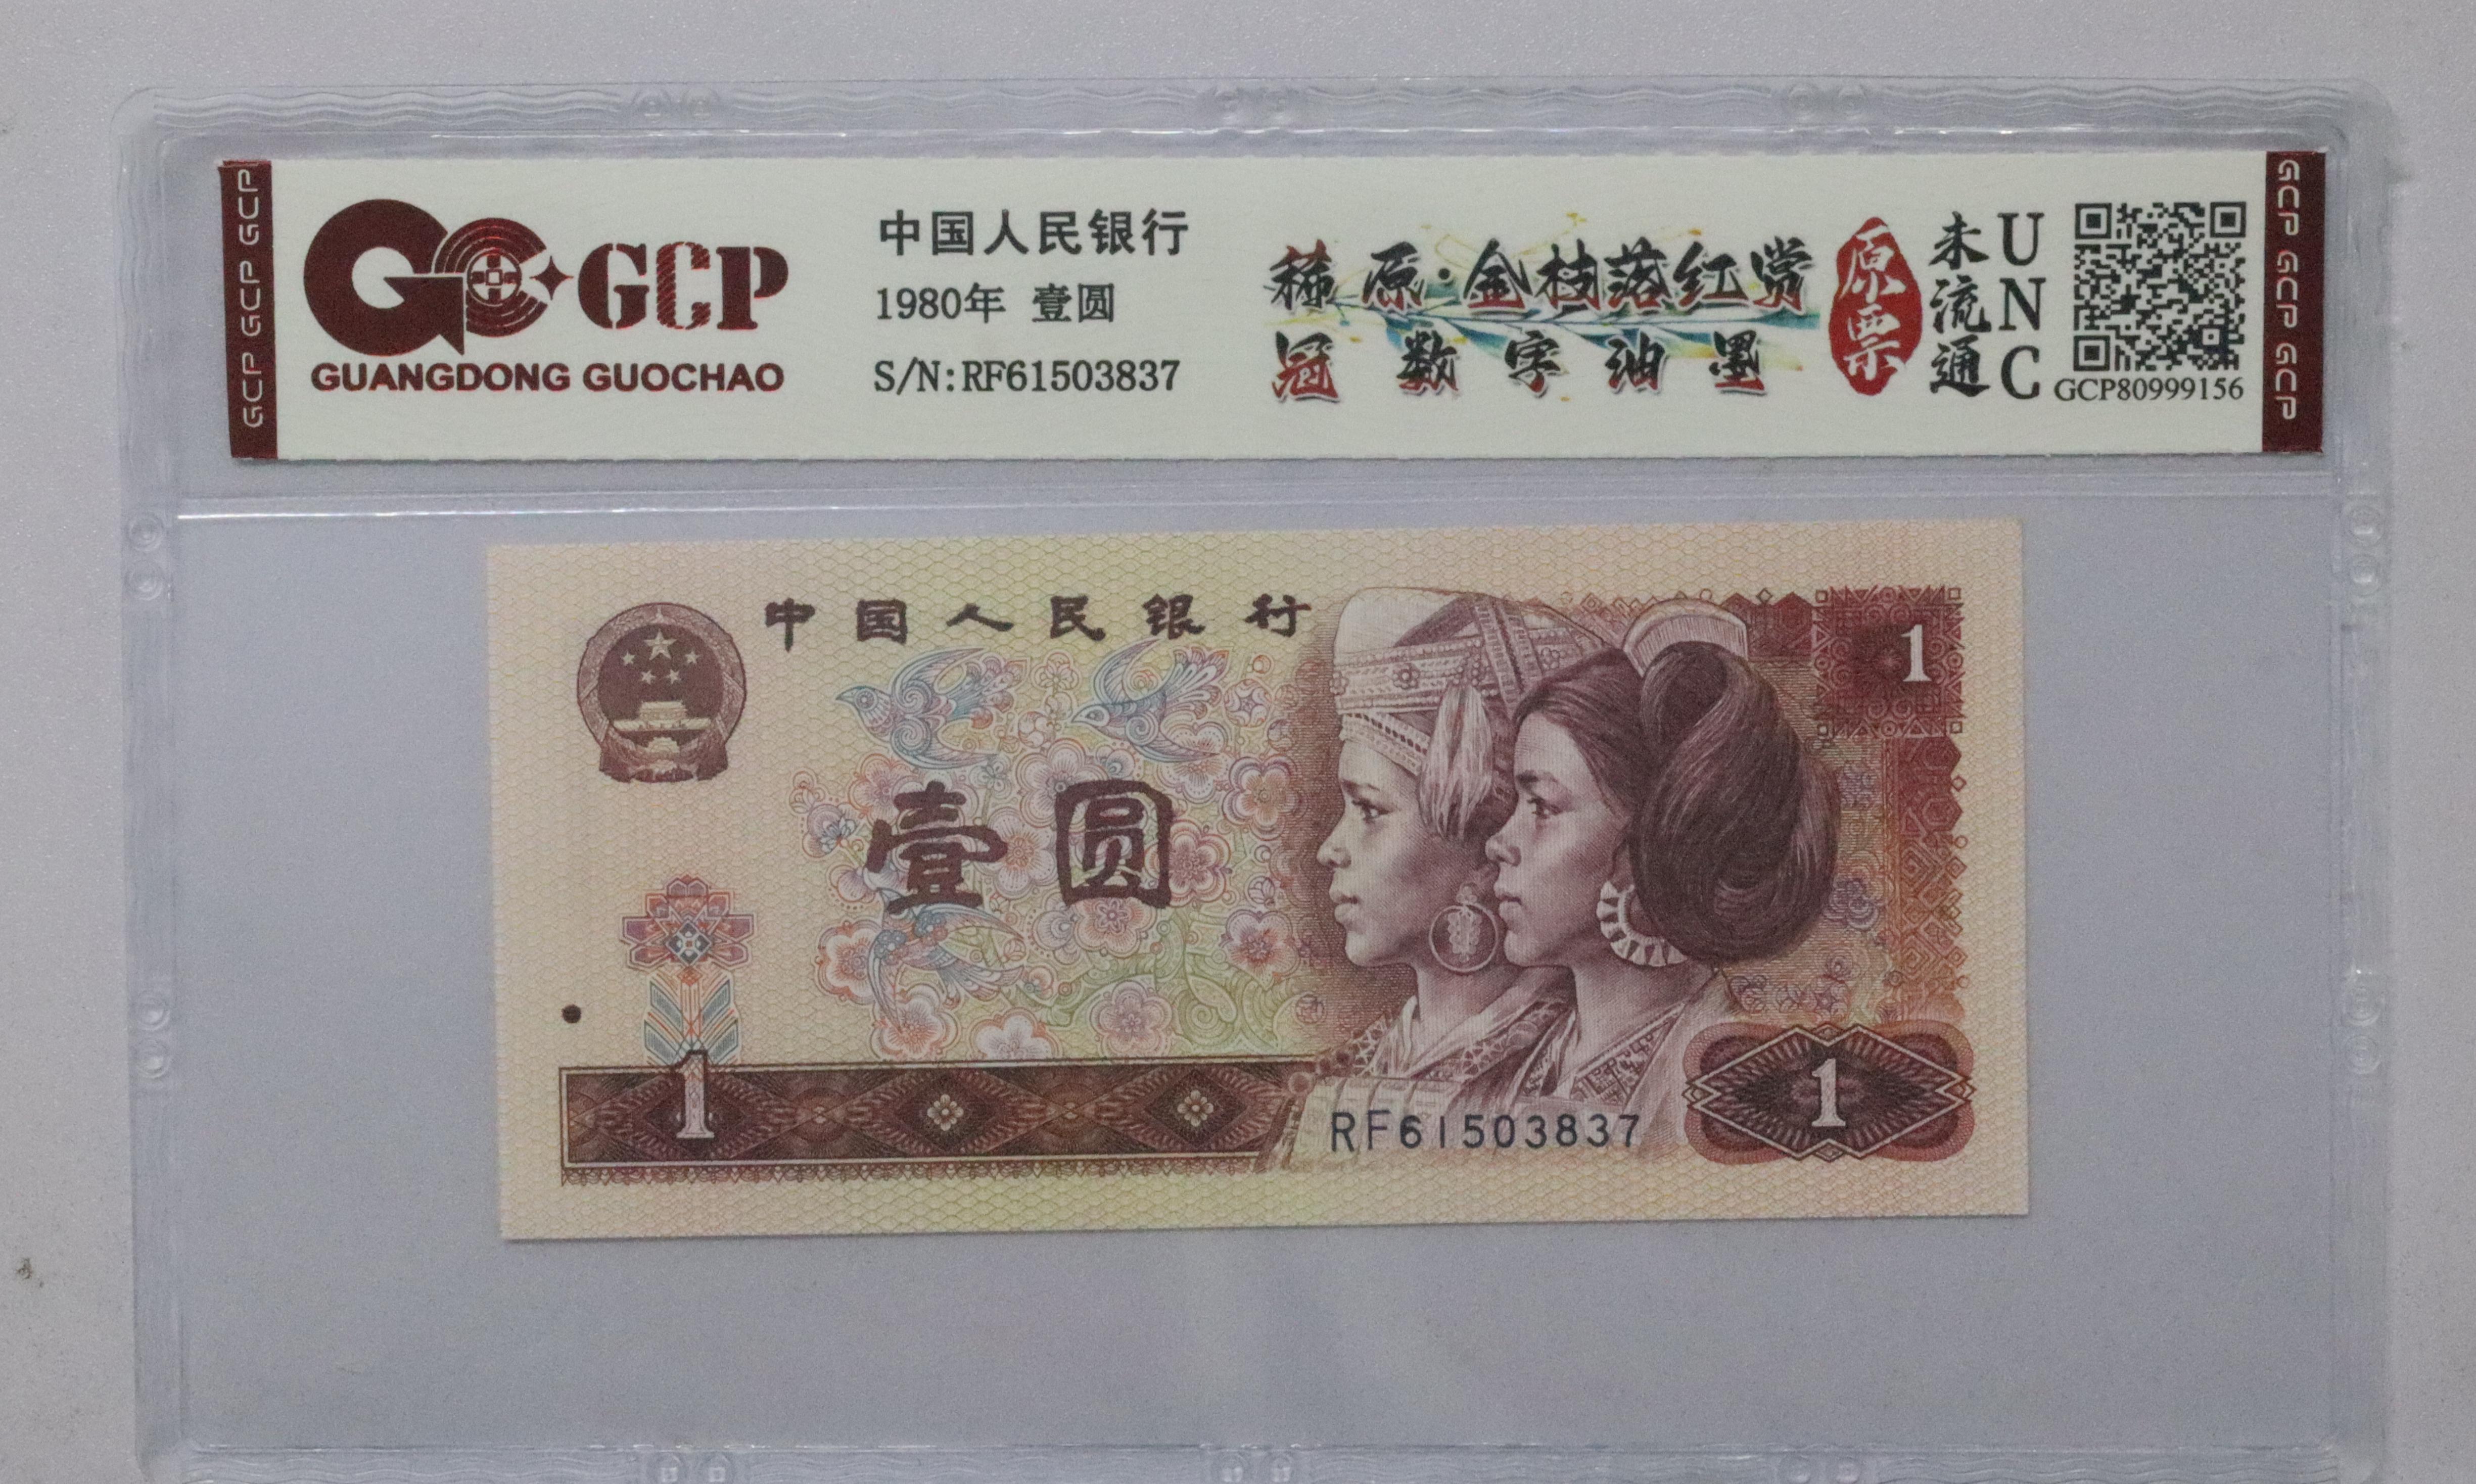 GCP GCP GCP
GCP
GUANGDONG GUOCHAO
中国人民银行
1980年 壹圆
S/N:RF61503837
稀原·金枝落红赏
冠数字油墨
原票
未流通
UNC
GCP80999156
GCP GCP GCP
中国人民银行
1
壹圆
1
RF61503837
1